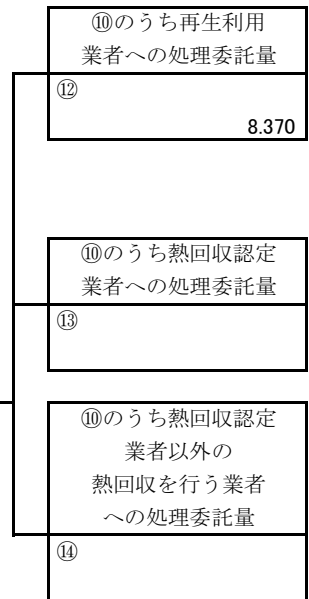 ⑩のうち再生利用
業者への処理委託量
⑫
8.370
⑩のうち熱回収認定
業者への処理委託量
⑬
⑩のうち熱回収認定
業者以外の
熱回収を行う業者
への処理委託量
⑭